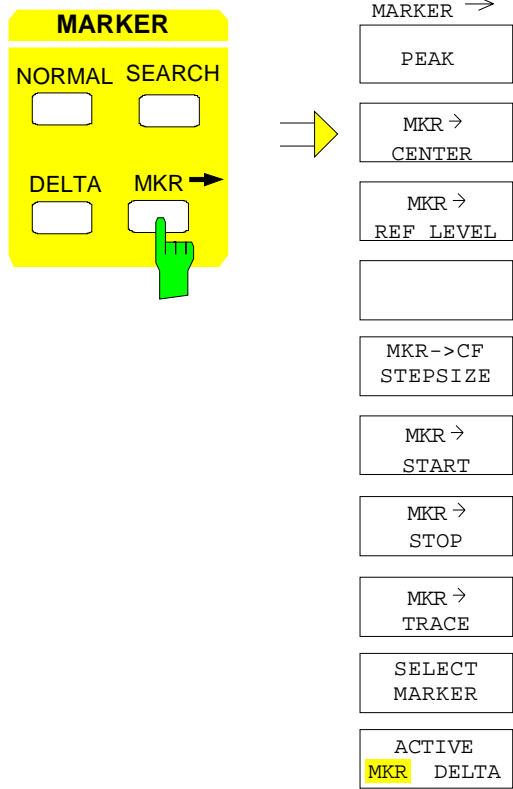 MARKER
NORMAL SEARCH
DELTA MKR →
MARKER →
PEAK
MKR →
CENTER
MKR →
REF LEVEL
MKR->CF
STEPSIZE
MKR →
START
MKR →
STOP
MKR →
TRACE
SELECT
MARKER
ACTIVE
MKR DELTA